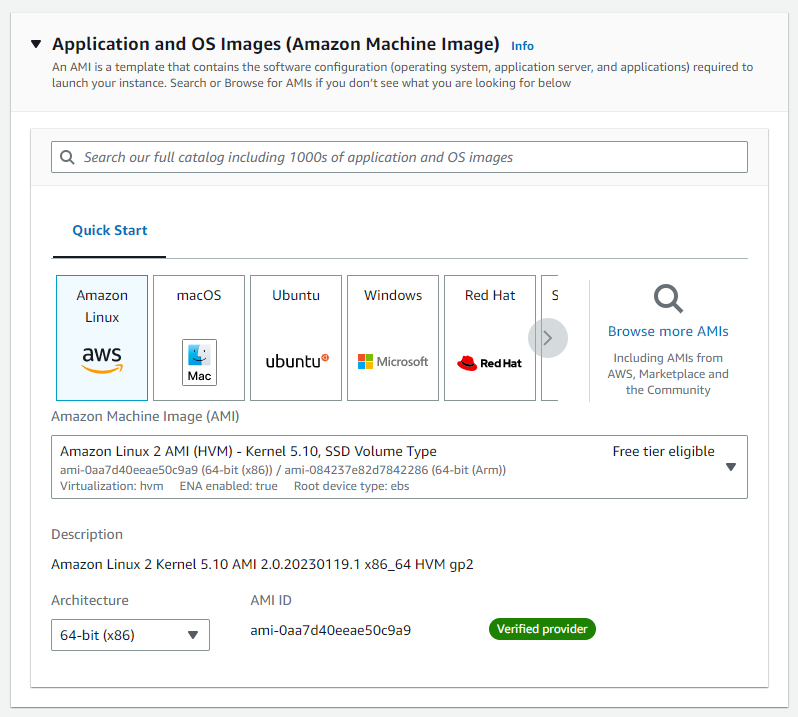 Application and OS Images (Amazon Machine Image) Info
An AMI is a template that contains the software configuration (operating system, application server, and applications) required to
launch your instance. Search or Browse for AMIs if you don't see what you are looking for below
Search our full catalog including 1000s of application and OS images
Quick Start
Amazon
Linux
aws
macOS
Mac
Ubuntu
ubuntu
Windows
Microsoft
Red Hat
Red Hat
S
Browse more AMIs
Including AMIs from
AWS, Marketplace and
the Community
Amazon Machine Image (AMI)
Amazon Linux 2 AMI (HVM) - Kernel 5.10, SSD Volume Type Free tier eligible
ami-0aa7d40eeae50c9a9 (64-bit (x86)) / ami-084237e82d7842286 (64-bit (Arm))
Virtualization: hvm ENA enabled: true Root device type: ebs
Description
Amazon Linux 2 Kernel 5.10 AMI 2.0.20230119.1 x86_64 HVM gp2
Architecture AMI ID
64-bit (x86) ami-0aa7d40eeae50c9a9 Verified provider